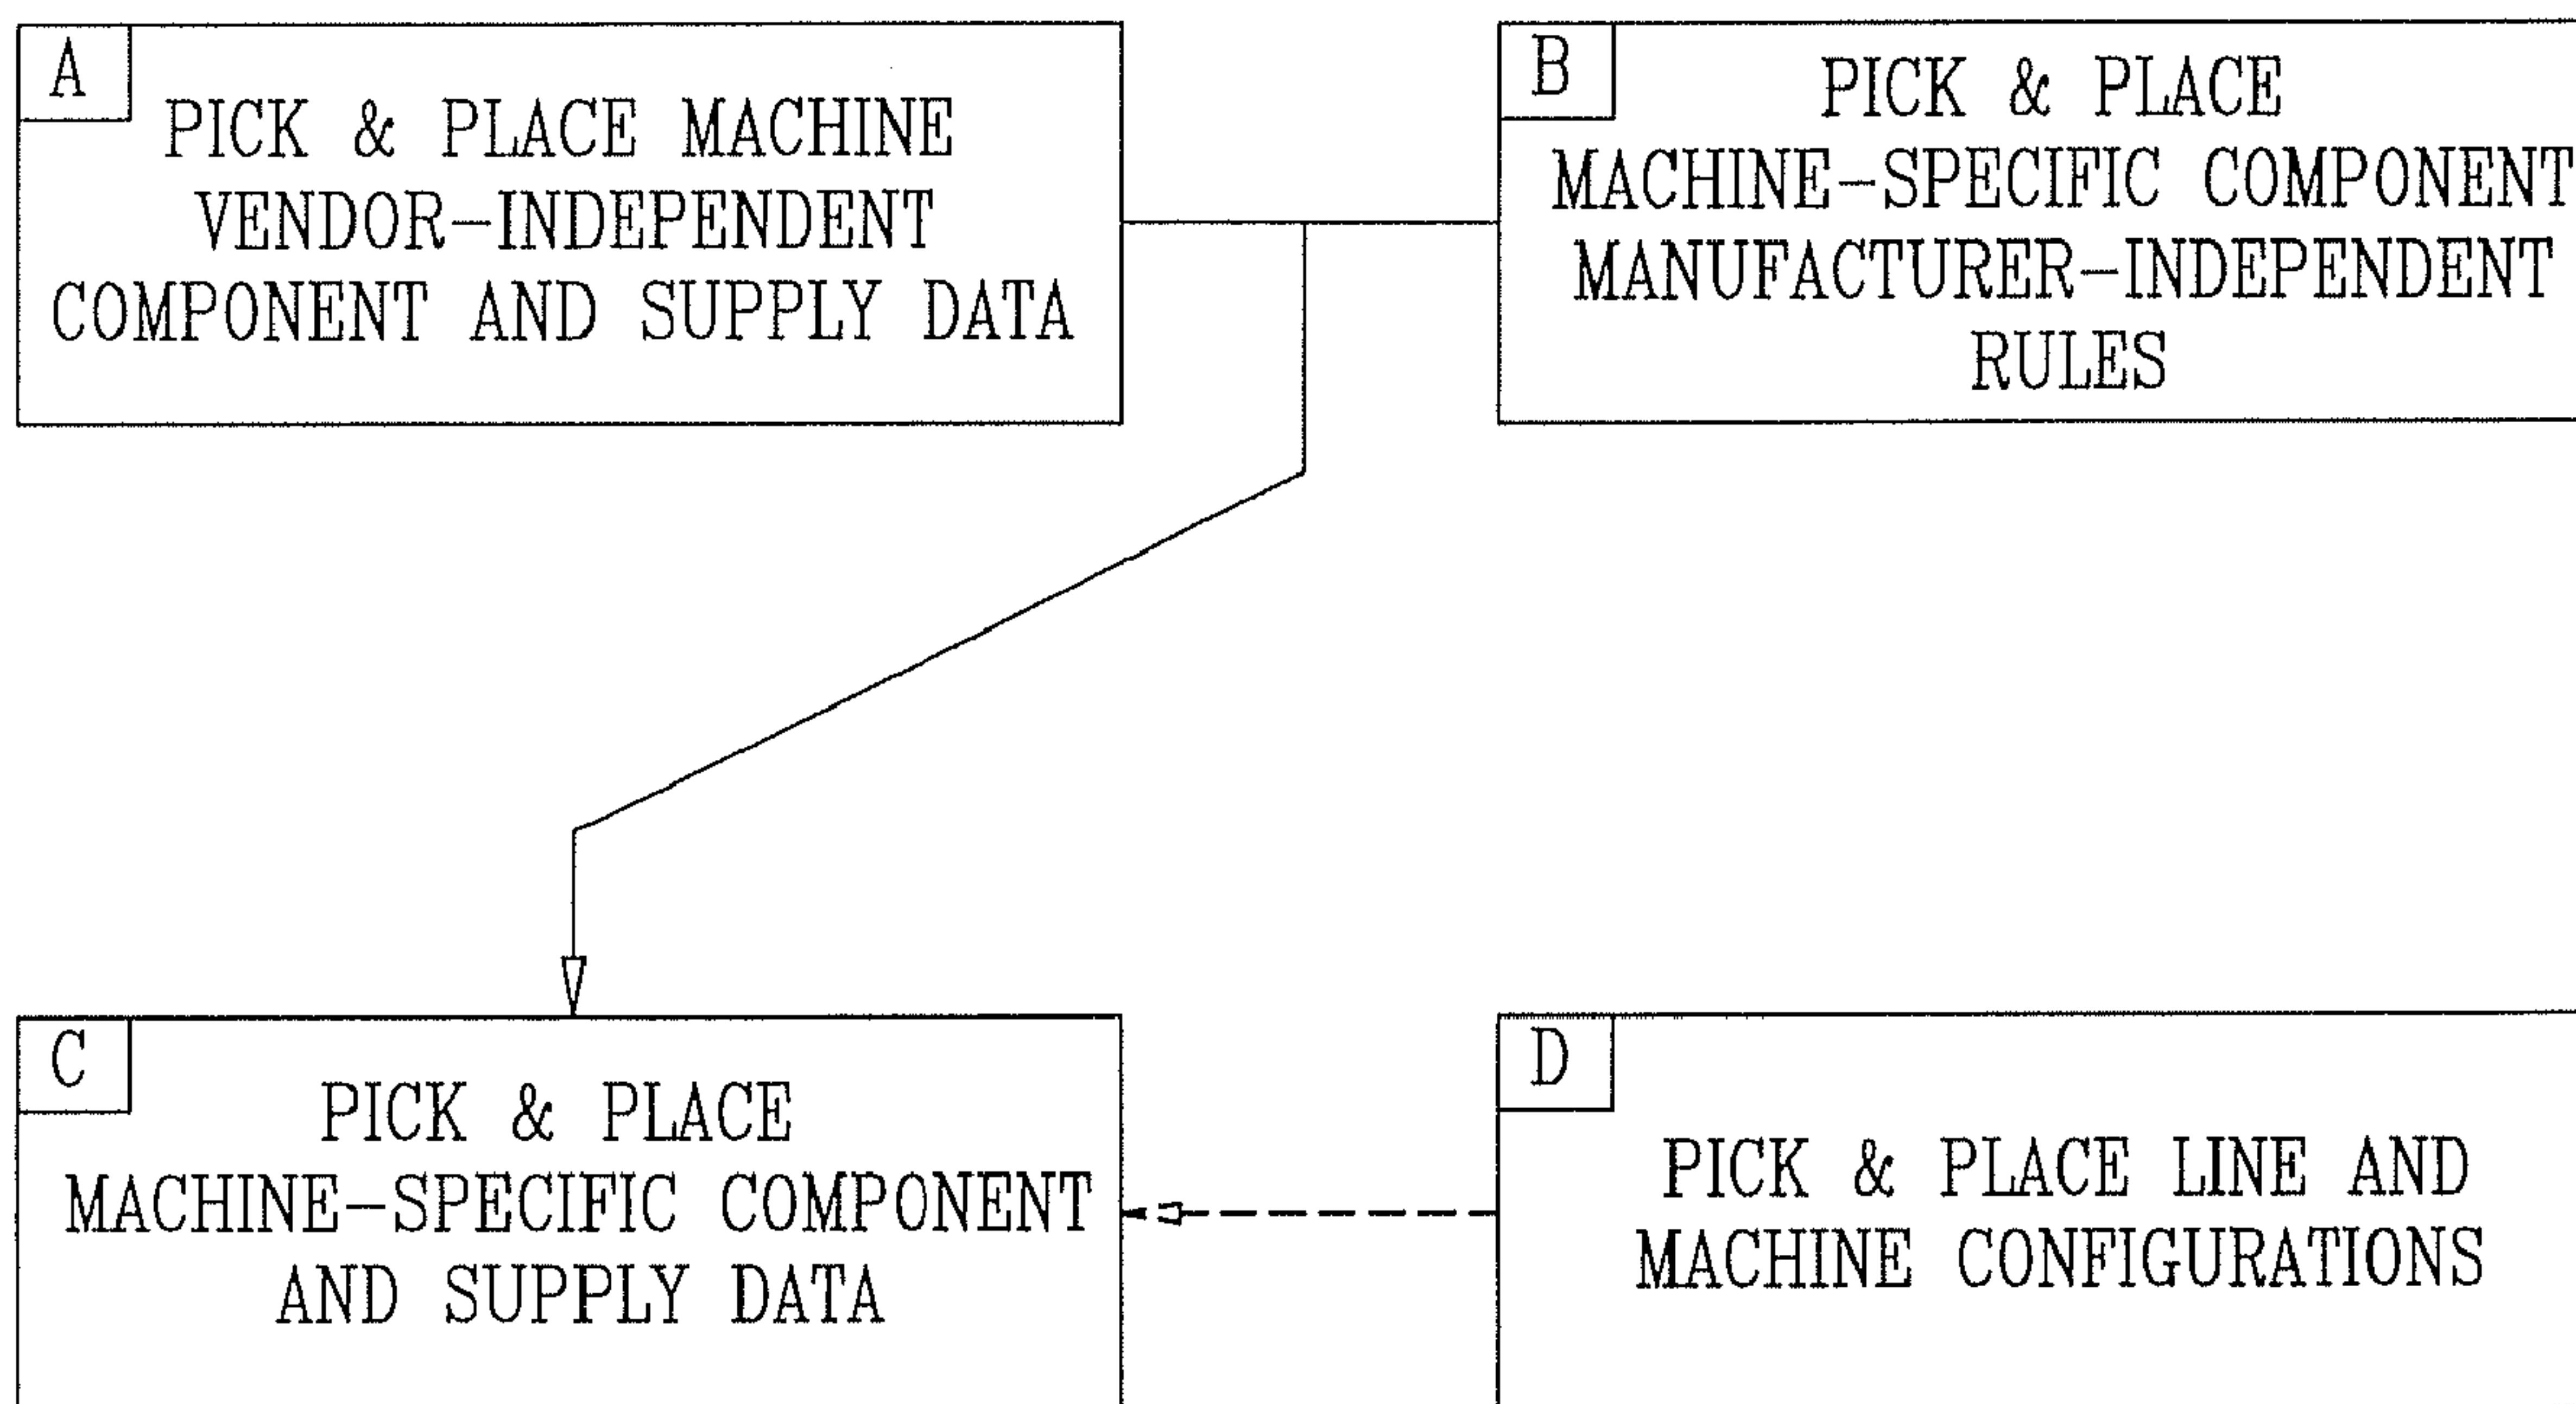 A
PICK & PLACE MACHINE
VENDOR-INDEPENDENT
COMPONENT AND SUPPLY DATA
B
PICK & PLACE
MACHINE-SPECIFIC COMPONENT
MANUFACTURER-INDEPENDENT
RULES
C
PICK & PLACE
MACHINE-SPECIFIC COMPONENT
AND SUPPLY DATA
D
PICK & PLACE LINE AND
MACHINE CONFIGURATIONS